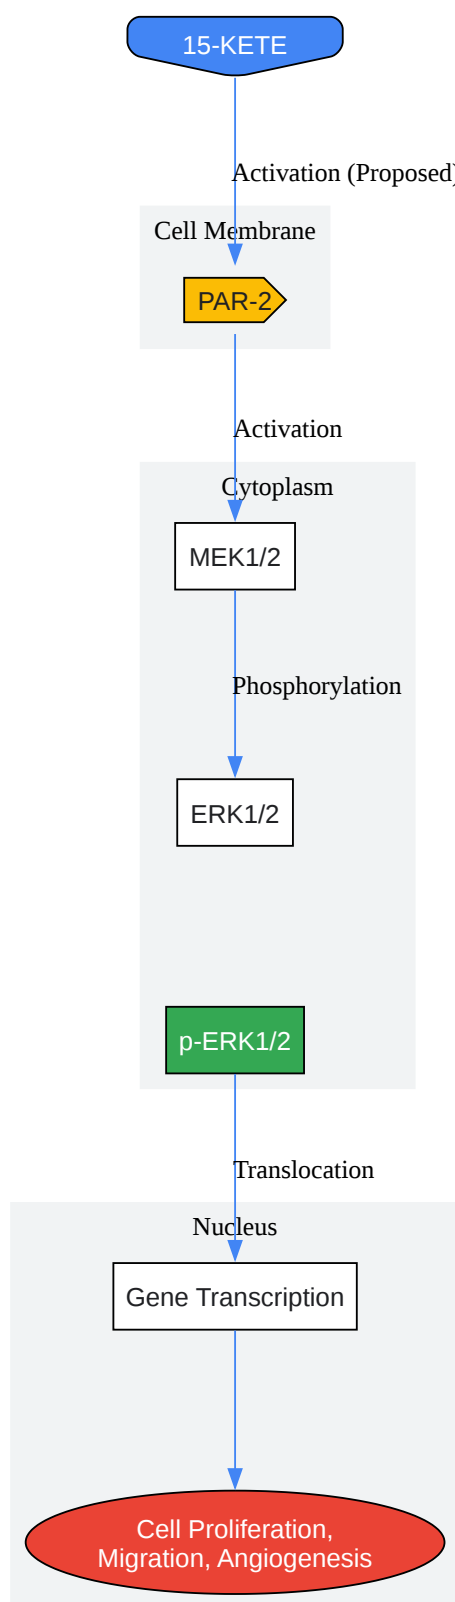 15-KETE
Activation (Proposed)
Cell Membrane
PAR-2
Activation
Cytoplasm
MEK1/2
Phosphorylation
ERK1/2
p-ERK1/2
Translocation
Nucleus
Gene Transcription
Cell Proliferation,
Migration, Angiogenesis